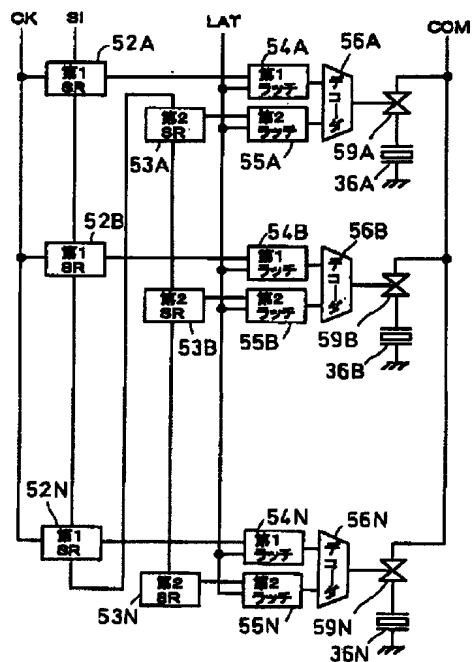 CK SI LAT COM
52A 54A 56A
第1
SR
第1
ラッチ
デコーダ
第2
SR
第2
ラッチ
53A 55A 59A
36A
52B 54B 56B
第1
SR
第1
ラッチ
デコーダ
第2
SR
第2
ラッチ
53B 55B 59B
36B
52N 54N 56N
第1
SR
第1
ラッチ
デコーダ
第2
SR
第2
ラッチ
53N 55N 59N
36N